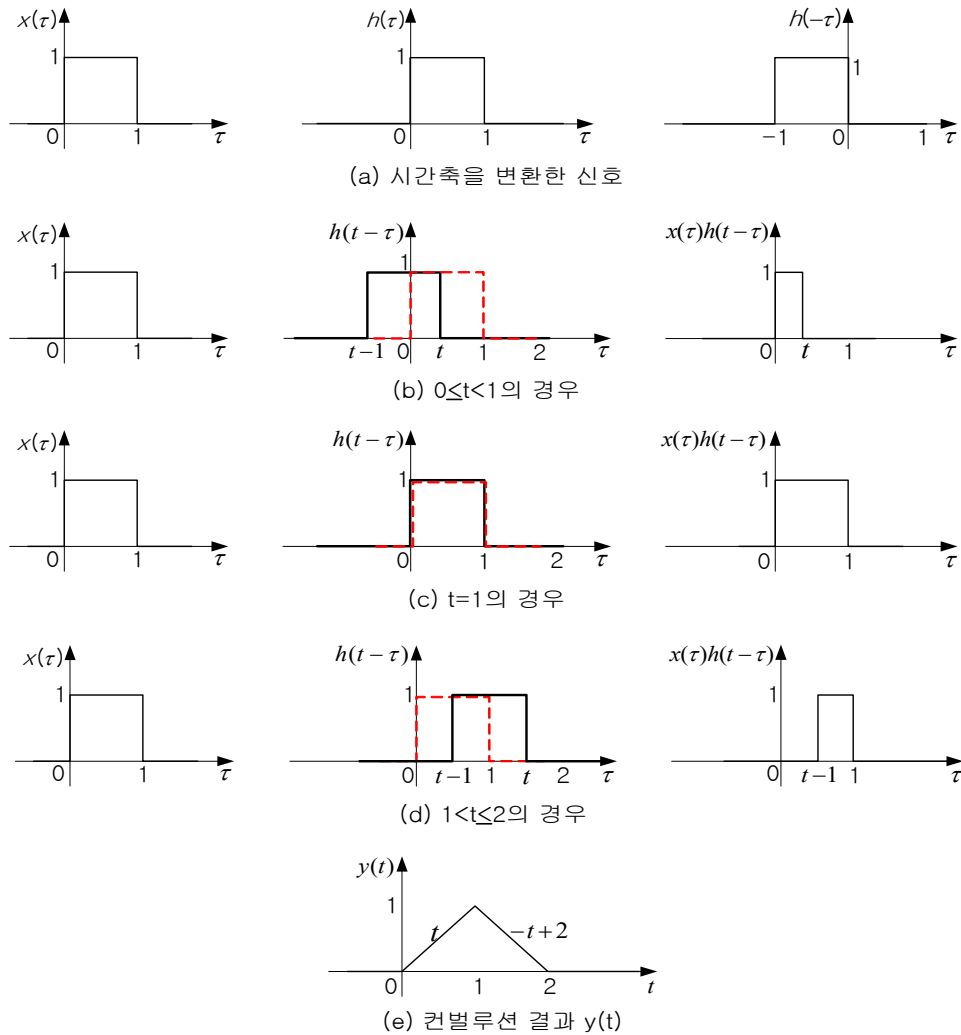 x(τ) h(τ) h(−τ)
1 1 1
0 1 τ 0 1 τ −1 0 1 τ
(a) 시간축을 변환한 신호
x(τ) h(t−τ) x(τ)h(t−τ)
1 1 1
0 1 τ t−1 0 t 1 2 τ 0 t 1 τ
(b) 0≤t<1의 경우
x(τ) h(t−τ) x(τ)h(t−τ)
1 1 1
0 1 τ 0 1 2 τ 0 1 τ
(c) t=1의 경우
x(τ) h(t−τ) x(τ)h(t−τ)
1 1 1
0 1 τ 0 t−1 1 t 2 τ 0 t−1 1 τ
(d) 1<t≤2의 경우
y(t)
1
t −t+2
0 1 2 t
(e) 컨벌루션 결과 y(t)